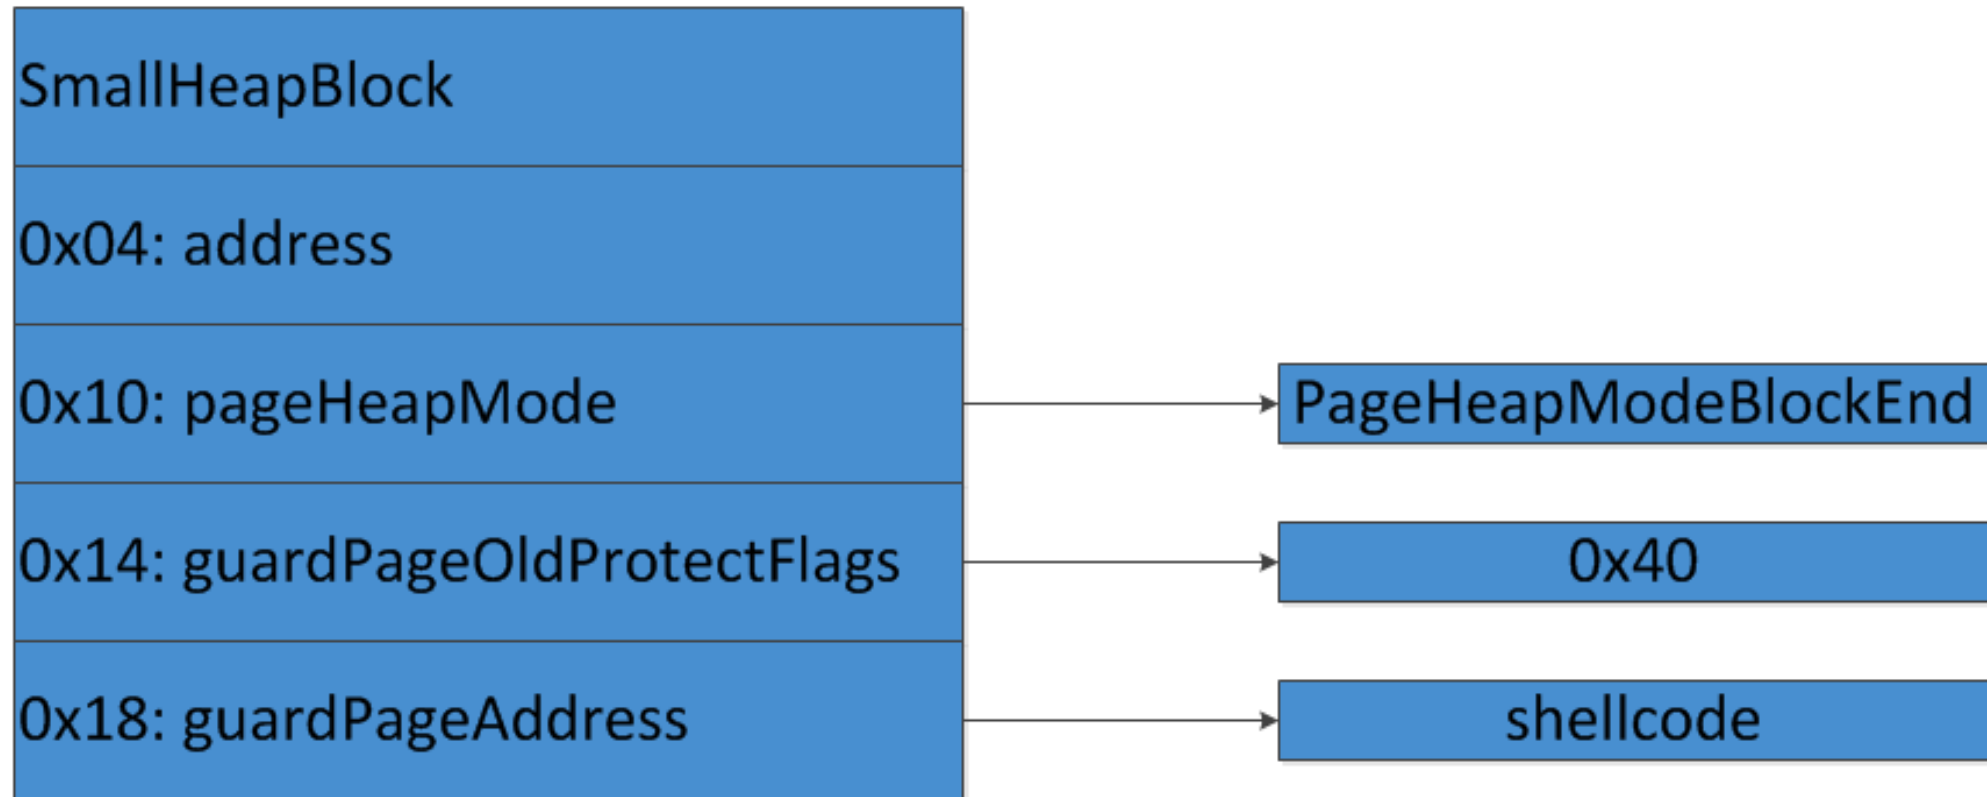 SmallHeapBlock
0x04: address
0x10: pageHeapMode
PageHeapModeBlockEnd
0x14: guardPageOldProtectFlags
0x40
0x18: guardPageAddress
shellcode